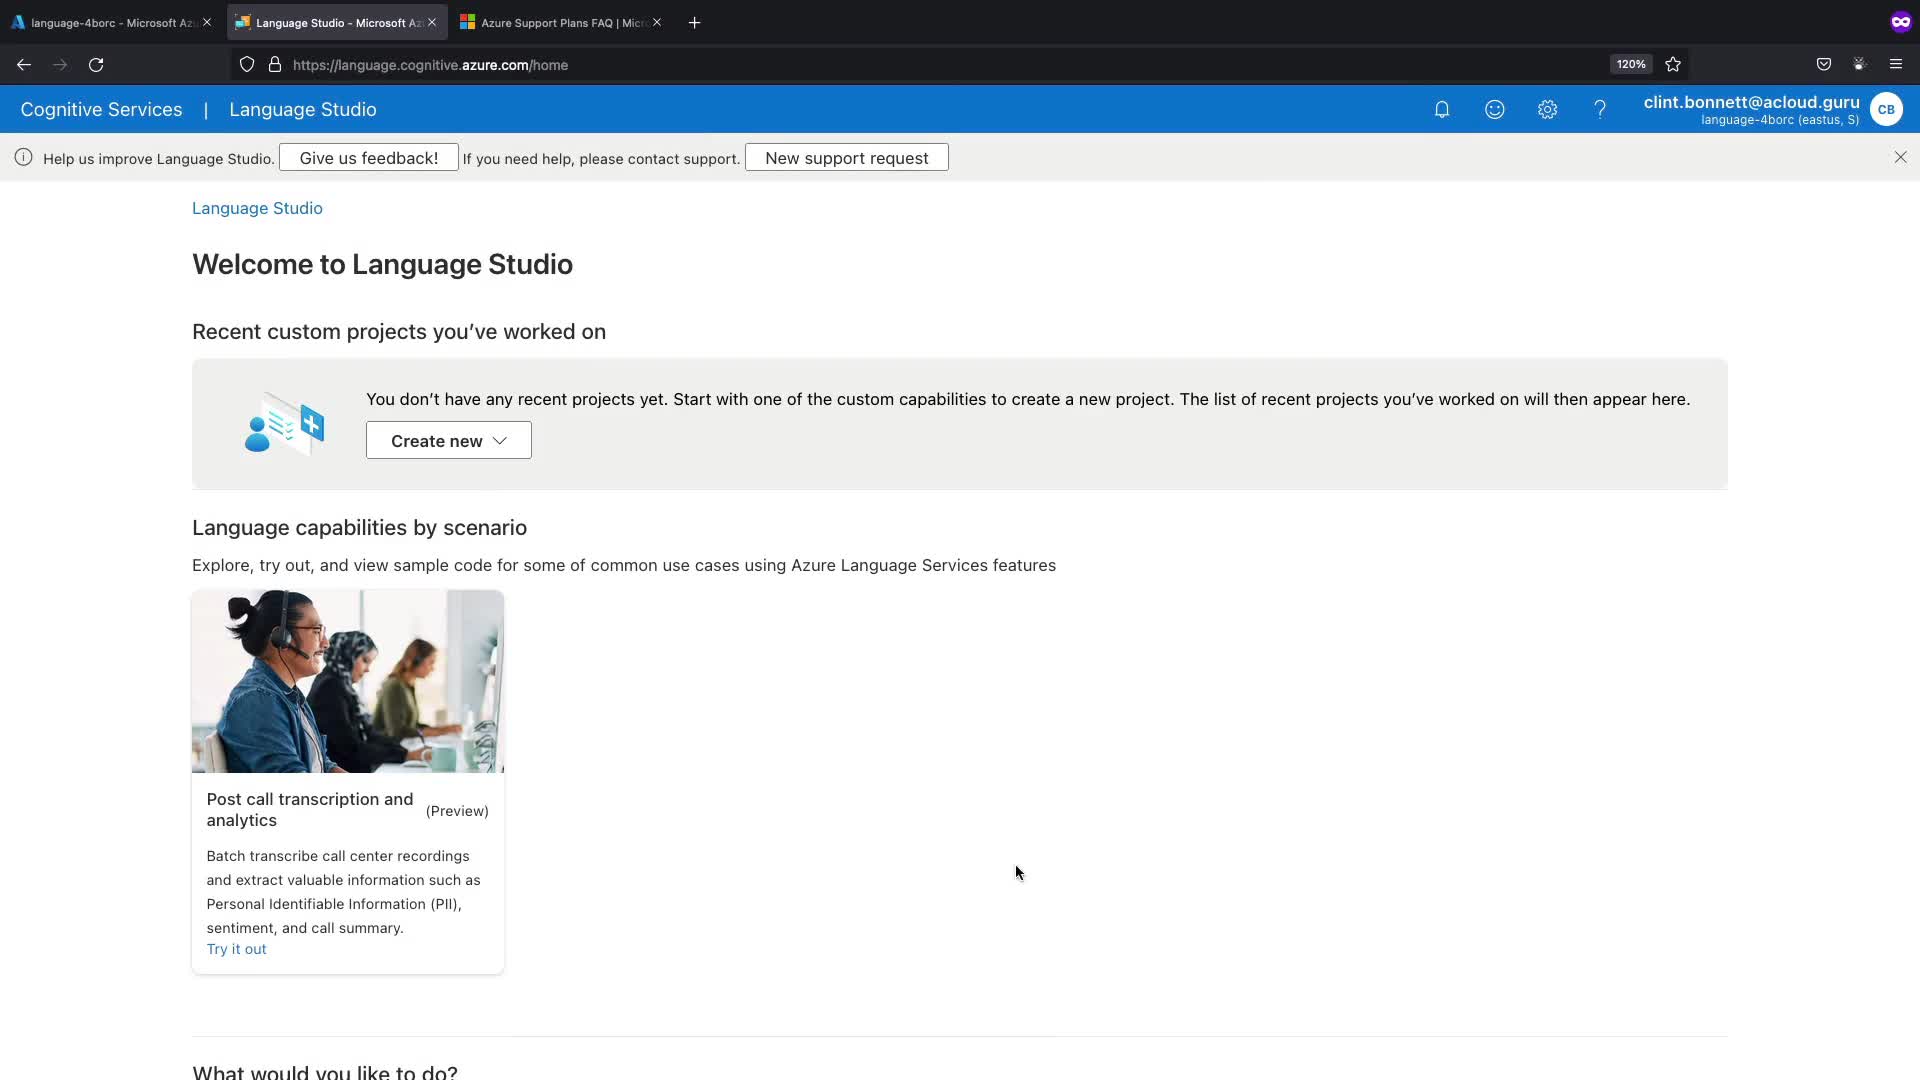 language-4borc - Microsoft Az
Language Studio - Microsoft Az
Azure Support Plans FAQ | Micr
https://language.cognitive.azure.com/home
120%
Cognitive Services | Language Studio
clint.bonnett@acloud.guru
language-4borc (eastus, S)
CB
Help us improve Language Studio. Give us feedback! If you need help, please contact support. New support request
Language Studio
Welcome to Language Studio
Recent custom projects you’ve worked on
You don’t have any recent projects yet. Start with one of the custom capabilities to create a new project. The list of recent projects you’ve worked on will then appear here.
Create new
Language capabilities by scenario
Explore, try out, and view sample code for some of common use cases using Azure Language Services features
Post call transcription and
analytics
(Preview)
Batch transcribe call center recordings
and extract valuable information such as
Personal Identifiable Information (PII),
sentiment, and call summary.
Try it out
What would you like to do?